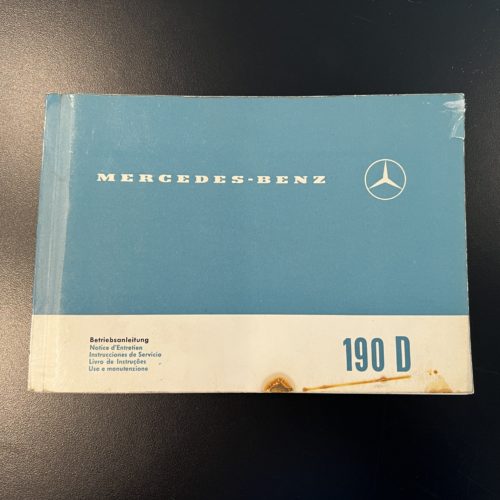 MERCEDES-BENZ
Betriebsanleitung
Notice d'Entretien
Instrucciones de Servicio
Livro de Instruções
Uso e manutenzione
190 D